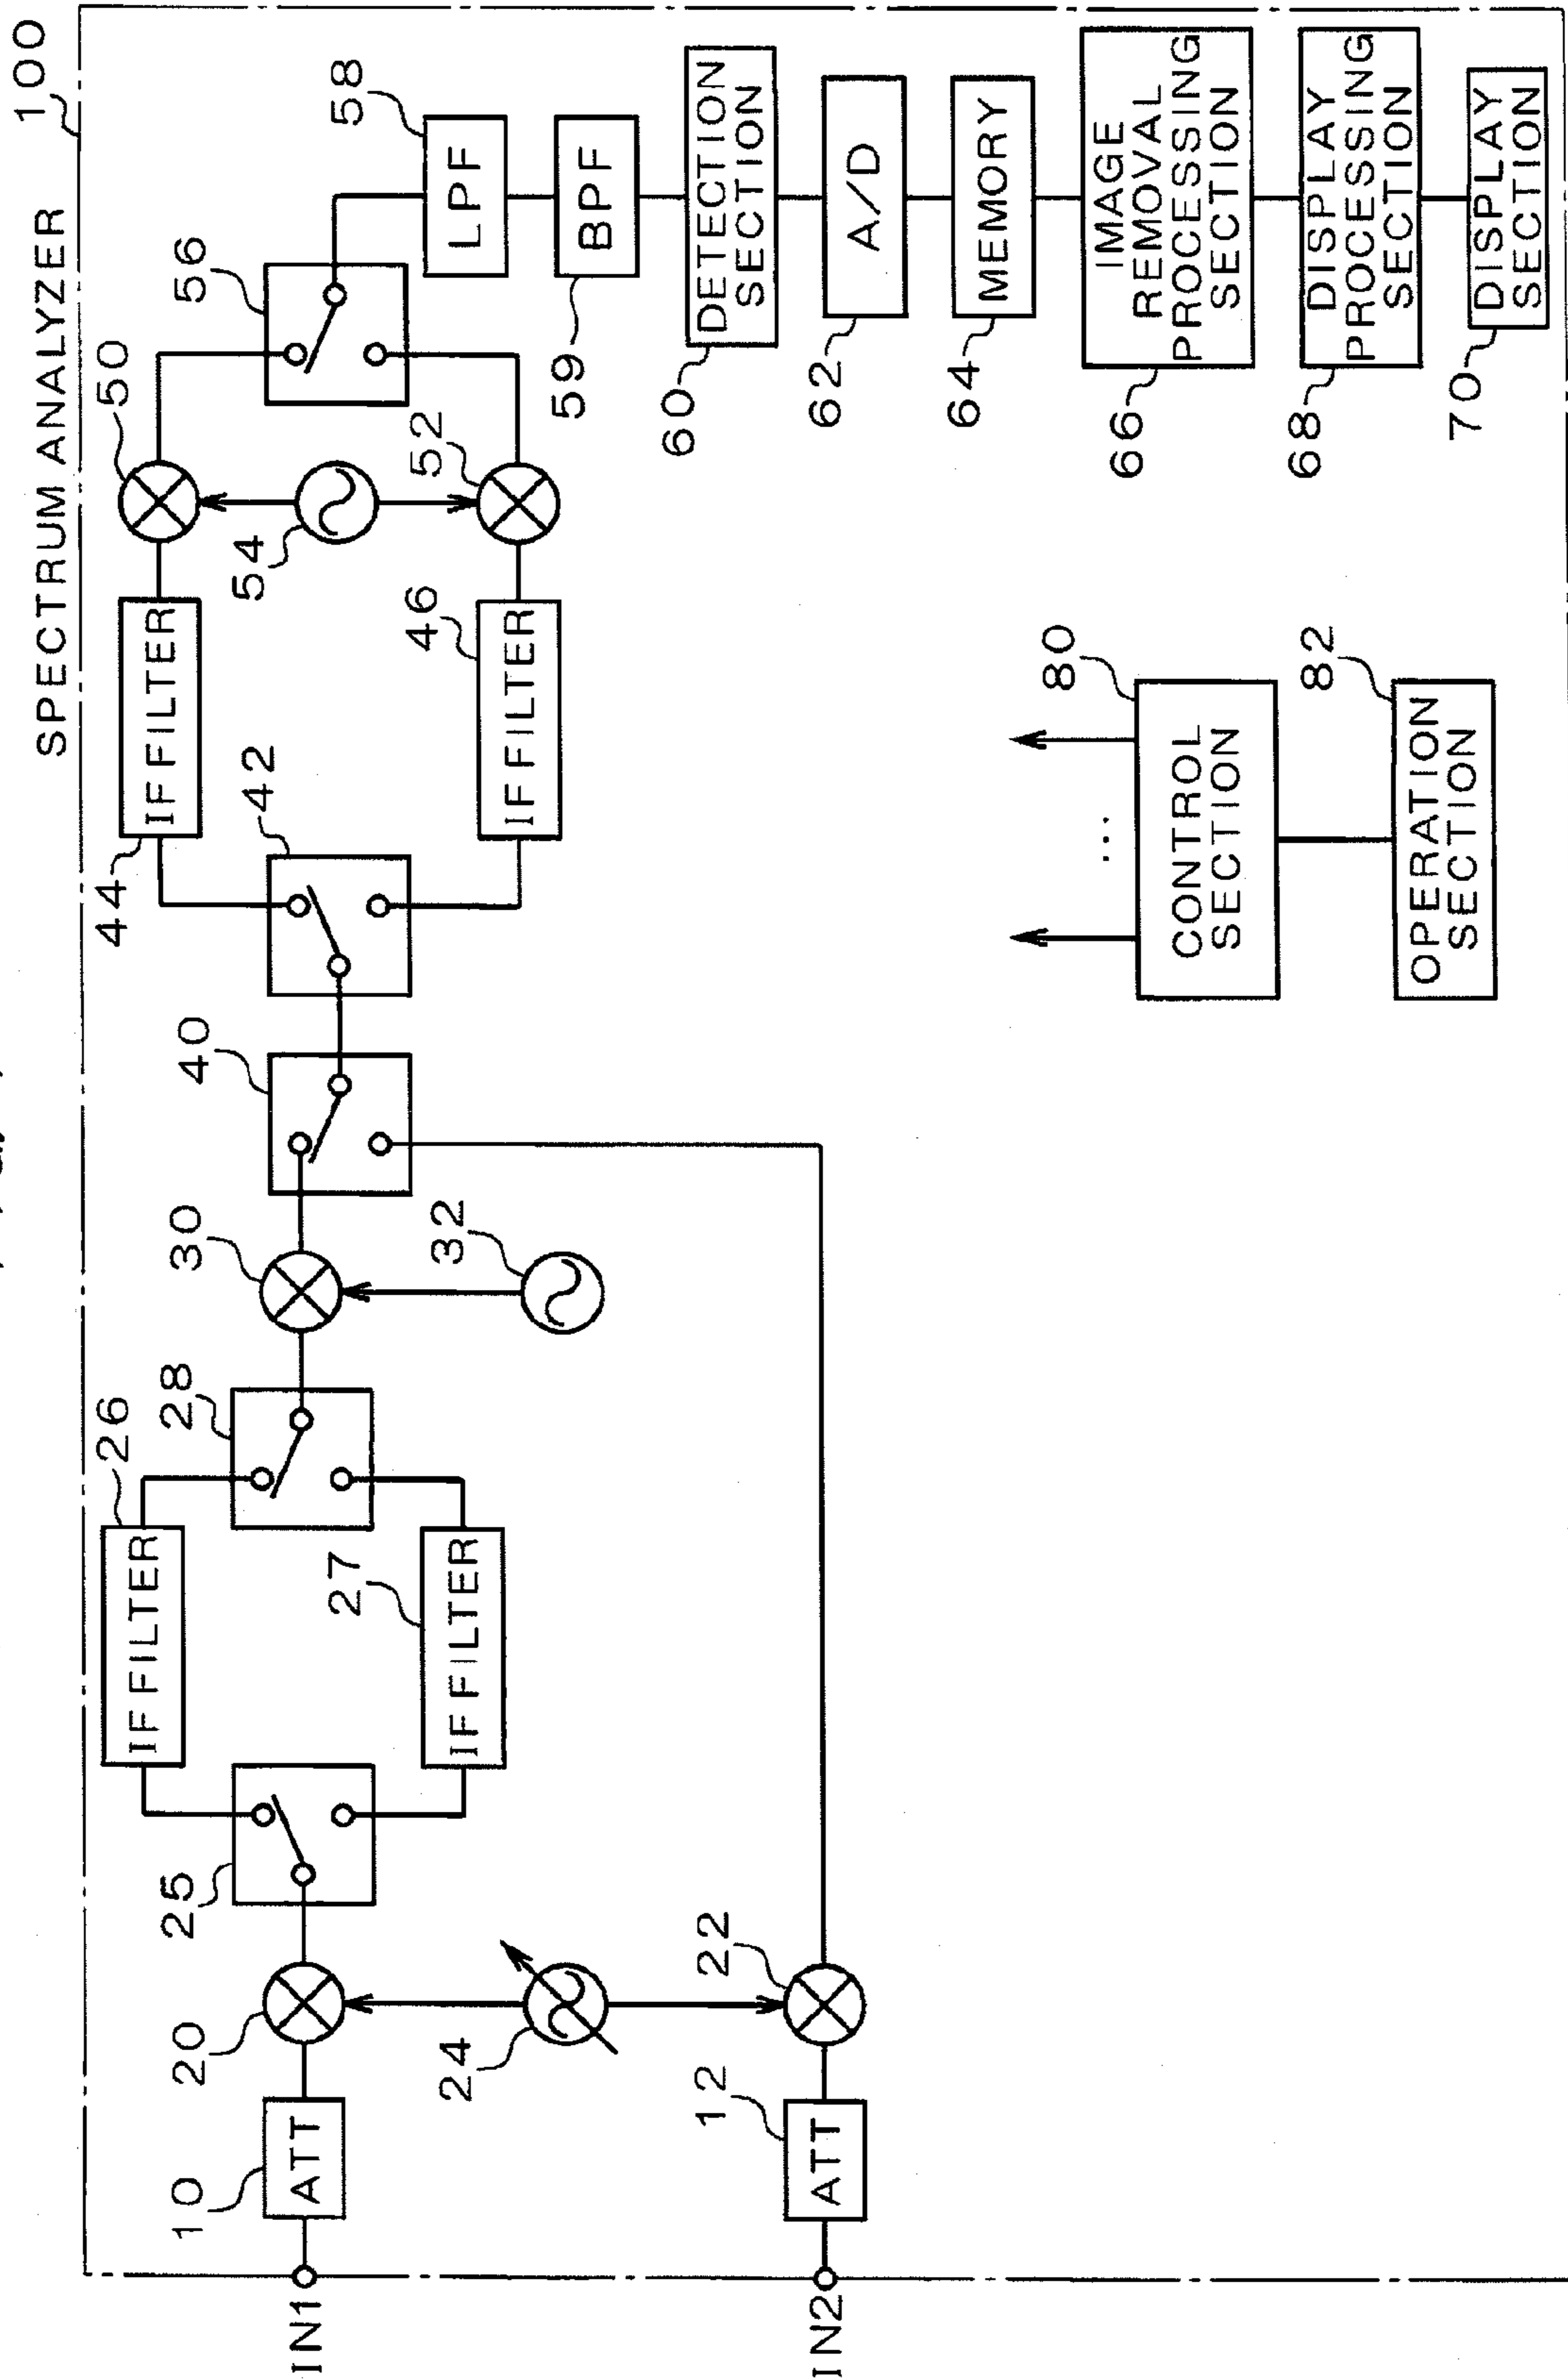 SPECTRUM ANALYZER
100
IN1
10
ATT
20
25
26
IF FILTER
27
IF FILTER
28
30
32
40
42
44
IF FILTER
46
IF FILTER
50
52
54
56
58
LPF
59
BPF
60
DETECTION
SECTION
62
A/D
64
MEMORY
66
IMAGE
REMOVAL
PROCESSING
SECTION
68
DISPLAY
PROCESSING
SECTION
70
DISPLAY
SECTION
IN2
12
ATT
22
24
80
CONTROL
SECTION
...
82
OPERATION
SECTION